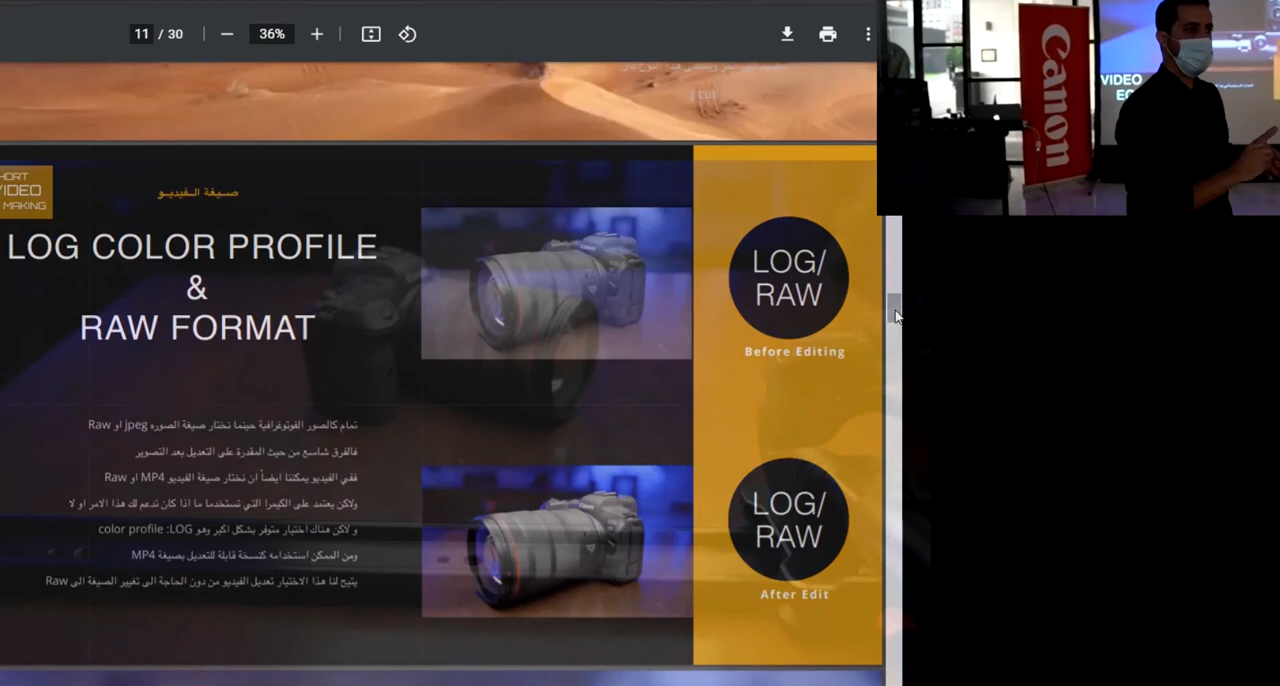 11 / 30
36%
J cut
HORT
VIDEO
MAKING
صيغة الفيديو
LOG COLOR PROFILE
&
RAW FORMAT
تمام كالصور الفوتوغرافية حينما نختار صيغة الصوره jpeg او Raw
فالفرق شاسع من حيث المقدرة على التعديل بعد التصوير
ففي الفيديو يمكننا ايضاً ان نختار صيغة الفيديو MP4 او Raw
ولاكن يعتمد على الكيمرا التي تستخدما ما اذا كان تدعم لك هذا الامر او لا
و لاكن هناك اختيار متوفر بشكل اكبر وهو color profile :LOG
ومن الممكن استخدامه كنسخة قابلة للتعديل بصيغة MP4
يتيح لنا هذا الاختيار تعديل الفيديو من دون الحاجة الى تغيير الصيغة الى Raw
LOG/
RAW
Before Editing
LOG/
RAW
After Edit
Canon
VIDEO